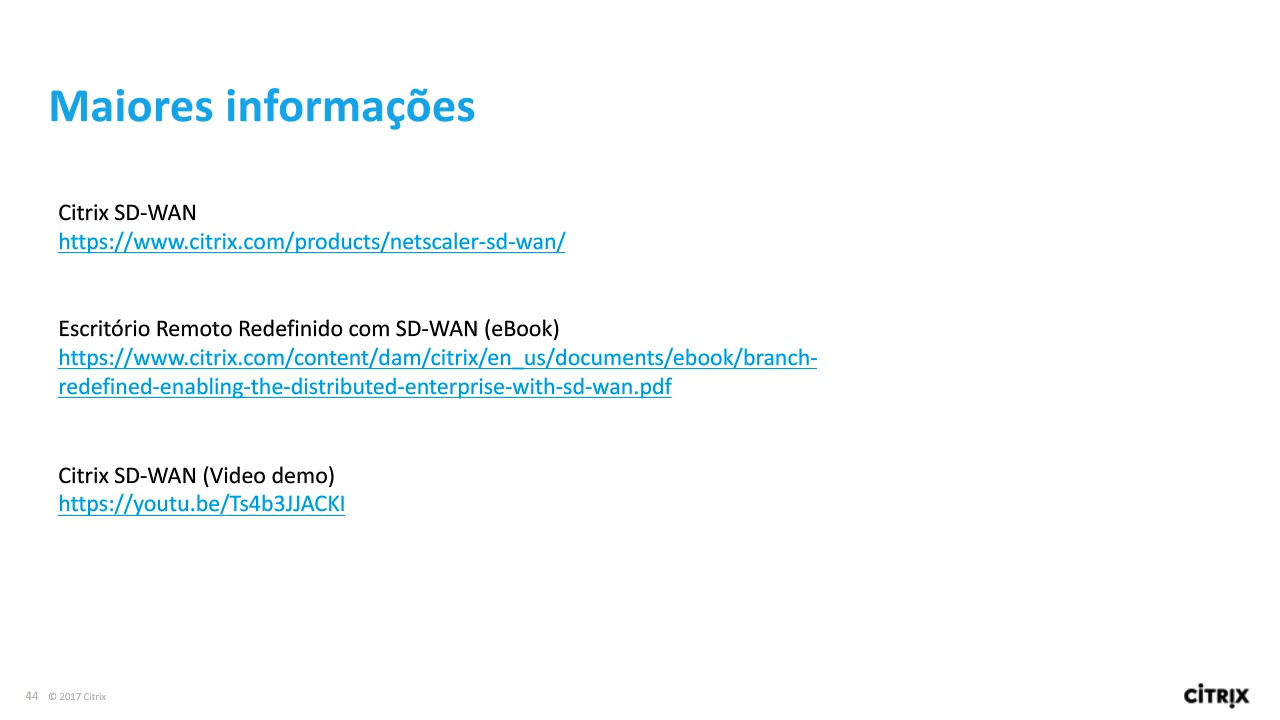 Maiores informações
Citrix SD-WAN
https://www.citrix.com/products/netscaler-sd-wan/
Escritório Remoto Redefinido com SD-WAN (eBook)
https://www.citrix.com/content/dam/citrix/en_us/documents/ebook/branch-
redefined-enabling-the-distributed-enterprise-with-sd-wan.pdf
Citrix SD-WAN (Video demo)
https://youtu.be/Ts4b3JJACKI
44 © 2017 Citrix
CİTRIX